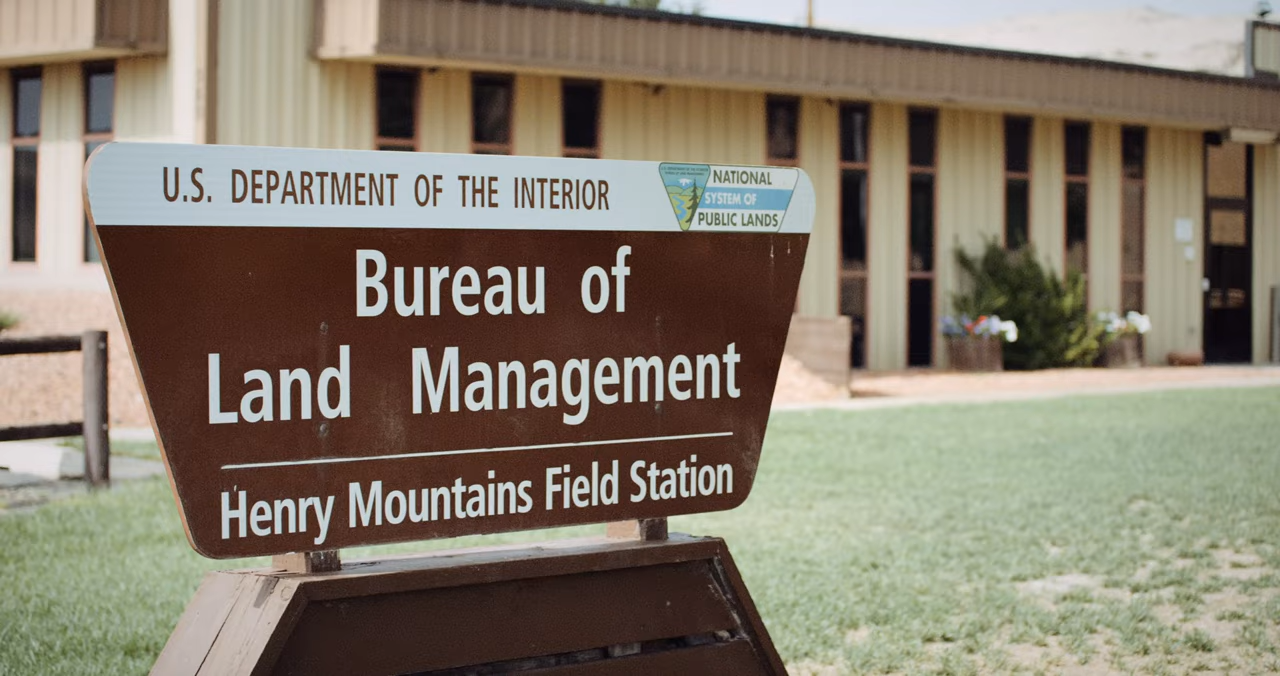 U.S. DEPARTMENT OF THE INTERIOR
NATIONAL
SYSTEM OF
PUBLIC LANDS
Bureau of
Land Management
Henry Mountains Field Station